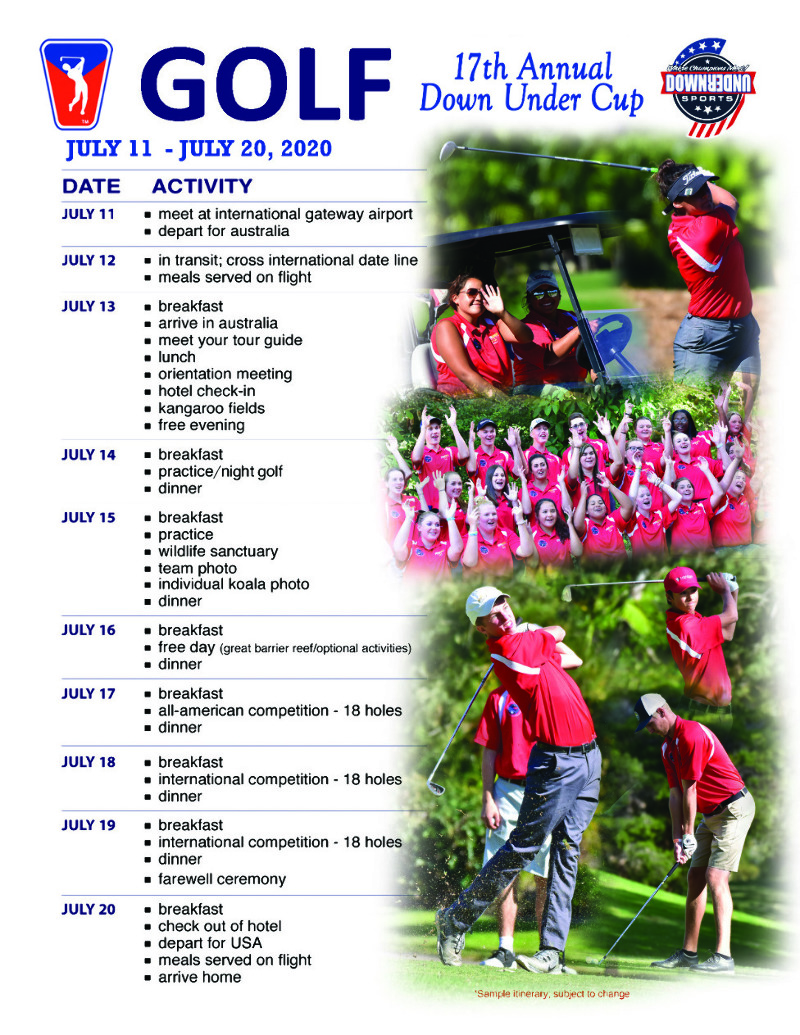 GOLF
17th Annual
Down Under Cup
Where Champions Meet!
DOWN UNDER
SPORTS
TM
JULY 11 - JULY 20, 2020
DATE ACTIVITY
JULY 11 ▪ meet at international gateway airport
▪ depart for australia
JULY 12 ▪ in transit; cross international date line
▪ meals served on flight
JULY 13 ▪ breakfast
▪ arrive in australia
▪ meet your tour guide
▪ lunch
▪ orientation meeting
▪ hotel check-in
▪ kangaroo fields
▪ free evening
JULY 14 ▪ breakfast
▪ practice/night golf
▪ dinner
JULY 15 ▪ breakfast
▪ practice
▪ wildlife sanctuary
▪ team photo
▪ individual koala photo
▪ dinner
JULY 16 ▪ breakfast
▪ free day (great barrier reef/optional activities)
▪ dinner
JULY 17 ▪ breakfast
▪ all-american competition - 18 holes
▪ dinner
JULY 18 ▪ breakfast
▪ international competition - 18 holes
▪ dinner
JULY 19 ▪ breakfast
▪ international competition - 18 holes
▪ dinner
▪ farewell ceremony
JULY 20 ▪ breakfast
▪ check out of hotel
▪ depart for USA
▪ meals served on flight
▪ arrive home
Titleist
*Sample itinerary, subject to change